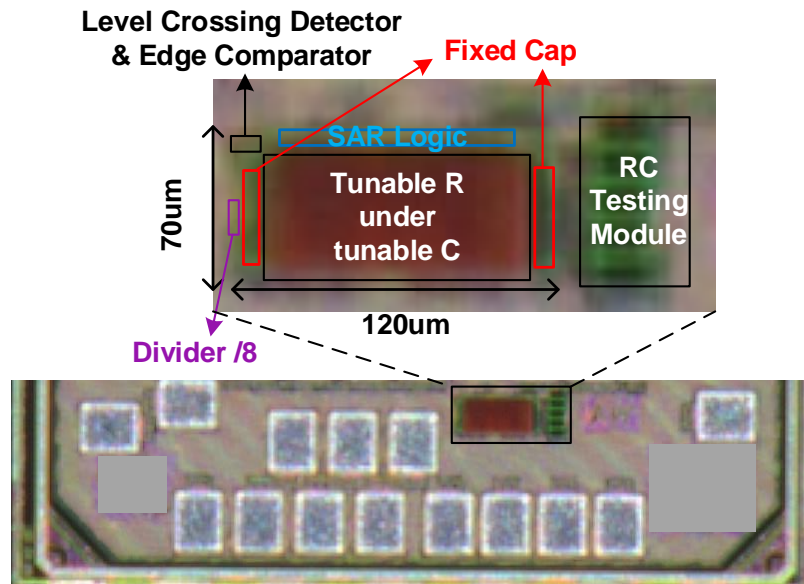 Level Crossing Detector
& Edge Comparator
Fixed Cap
SAR Logic
Tunable R
under
tunable C
RC
Testing
Module
70um
120um
Divider /8